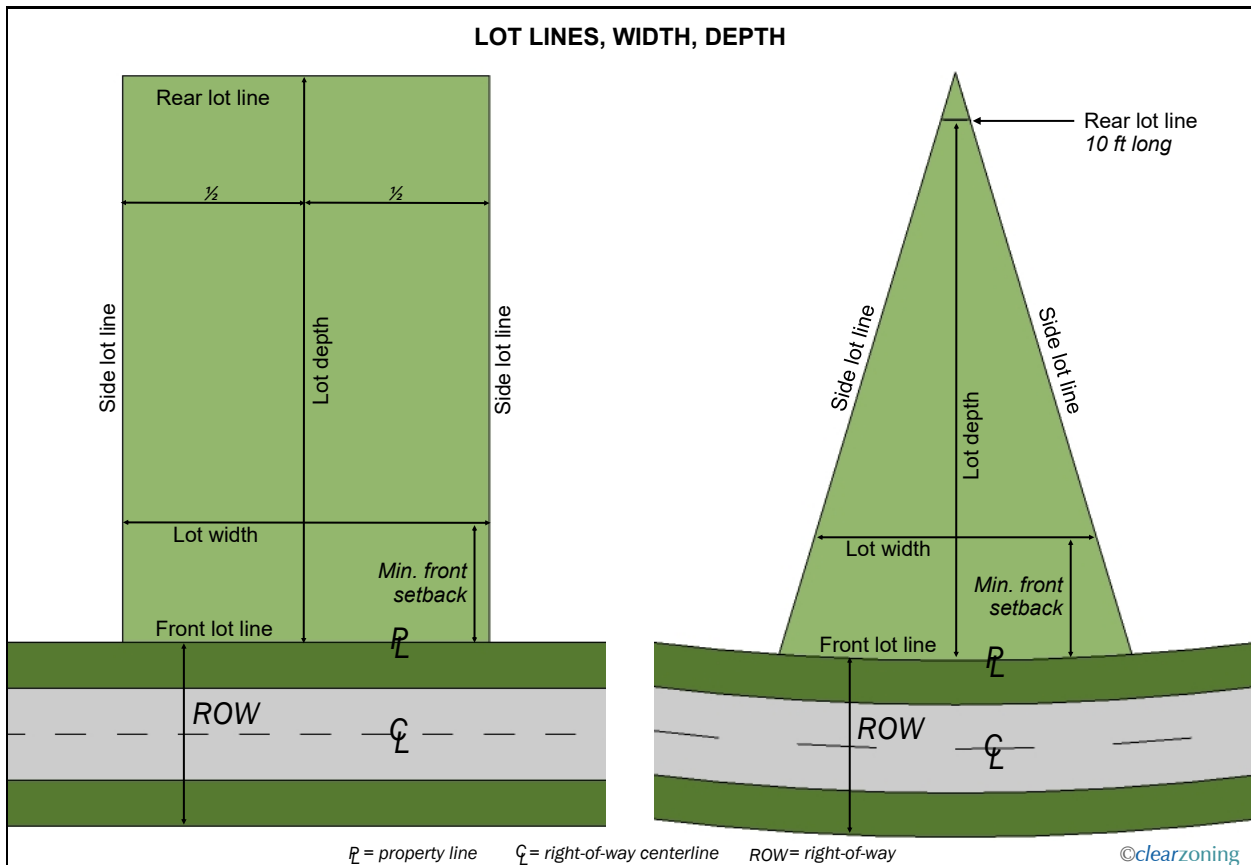 LOT LINES, WIDTH, DEPTH
Rear lot line
½
½
Side lot line
Lot depth
Side lot line
Lot width
Min. front
setback
Front lot line
PL
ROW
CL
Rear lot line
10 ft long
Side lot line
Lot depth
Side lot line
Lot width
Min. front
setback
Front lot line
PL
ROW
CL
PL = property line
CL = right-of-way centerline
ROW = right-of-way
©clearzoning